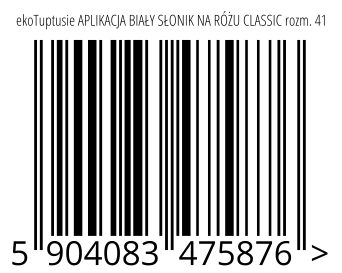 ekoTuptusie APLIKACJA BIAŁY SŁONIK NA RÓŻU CLASSIC rozm. 41
5 904083 475876 >